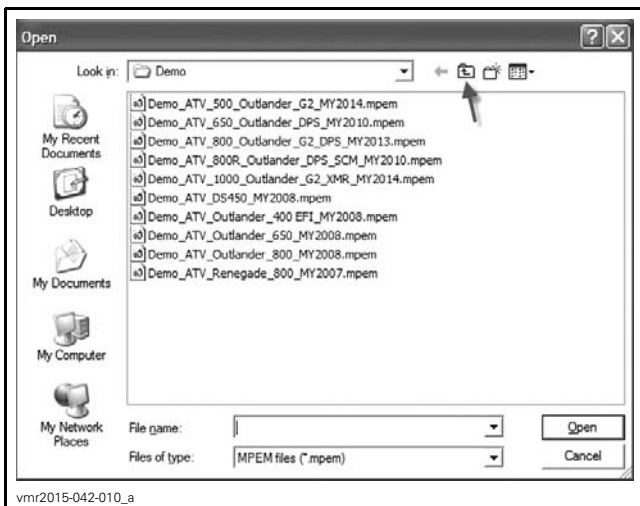 Open
Look in: Demo
Demo_ATV_500_Outlander_G2_MY2014.mpem
Demo_ATV_650_Outlander_DPS_MY2010.mpem
Demo_ATV_800_Outlander_G2_DPS_MY2013.mpem
Demo_ATV_800R_Outlander_DPS_SCM_MY2010.mpem
Demo_ATV_1000_Outlander_G2_XMR_MY2014.mpem
Demo_ATV_DS450_MY2008.mpem
Demo_ATV_Outlander_400 EFI_MY2008.mpem
Demo_ATV_Outlander_650_MY2008.mpem
Demo_ATV_Outlander_800_MY2008.mpem
Demo_ATV_Renegade_800_MY2007.mpem
My Recent
Documents
Desktop
My Documents
My Computer
My Network
Places
File name:
Open
Files of type: MPEM files (*.mpem)
Cancel
vmr2015-042-010_a